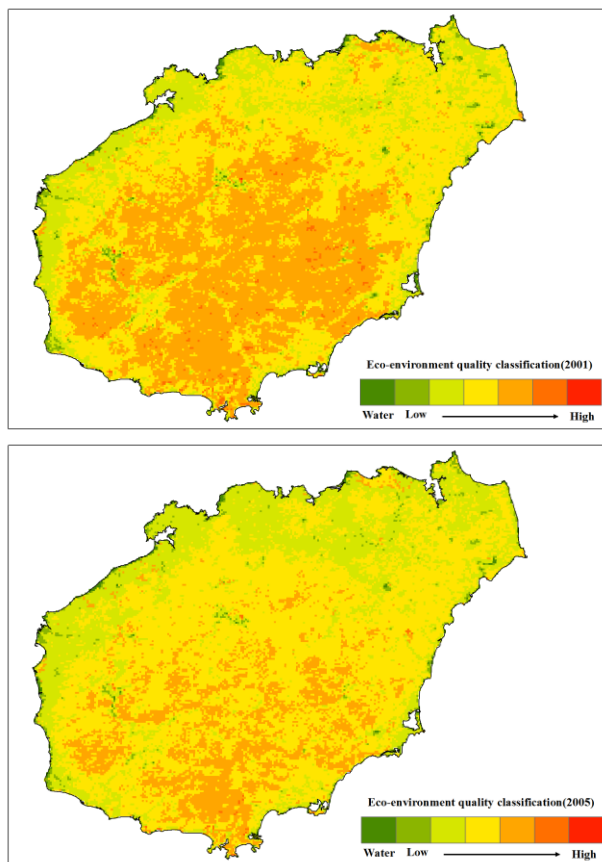 Eco-environment quality classification(2001)
Water Low High
Eco-environment quality classification(2005)
Water Low High